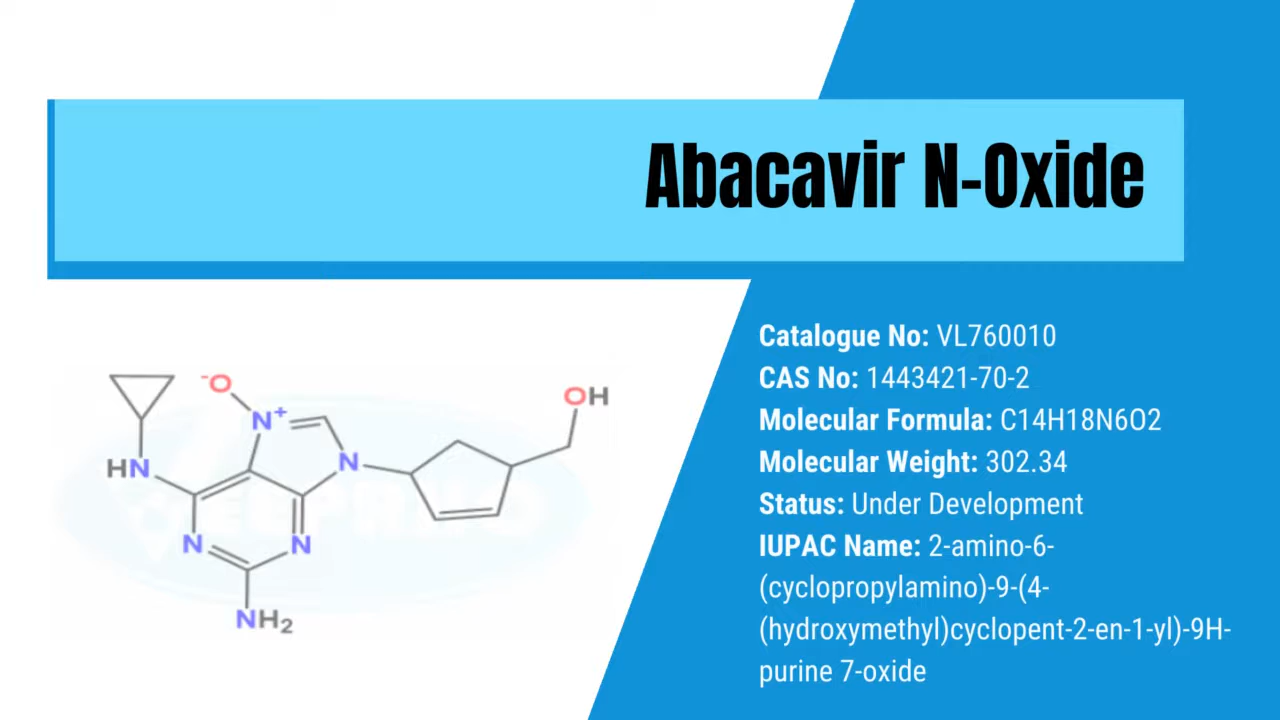 Abacavir N-Oxide
Catalogue No: VL760010
CAS No: 1443421-70-2
Molecular Formula: C14H18N6O2
Molecular Weight: 302.34
Status: Under Development
IUPAC Name: 2-amino-6-
(cyclopropylamino)-9-(4-
(hydroxymethyl)cyclopent-2-en-1-yl)-9H-
purine 7-oxide
-O
N+
OH
HN
N
N
N
NH2